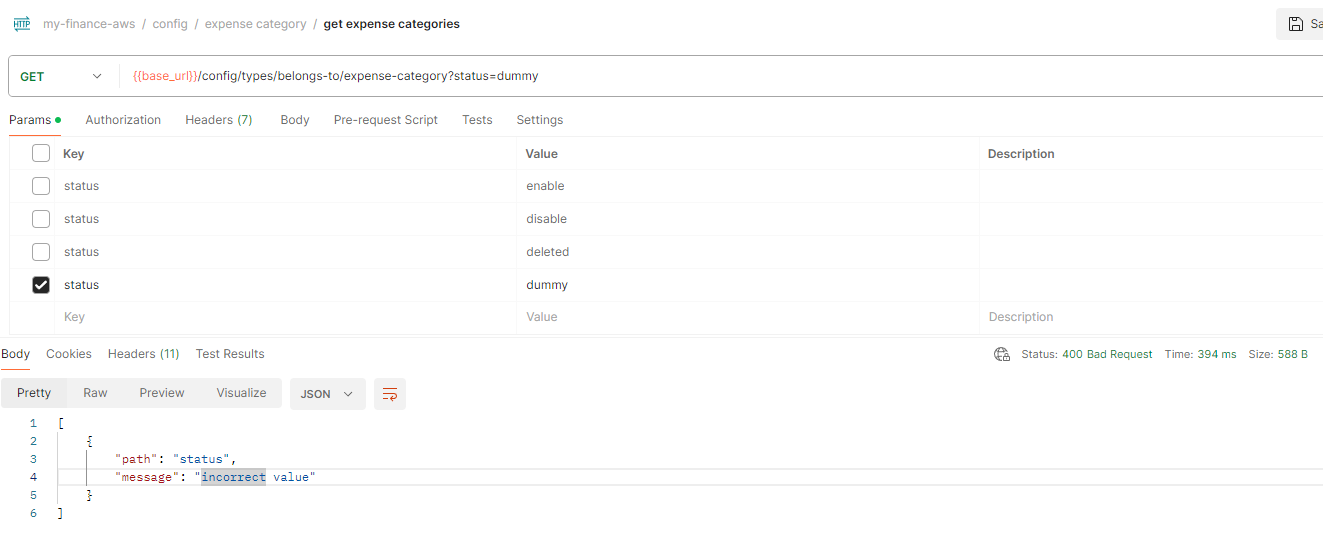 HTTP my-finance-aws / config / expense category / get expense categories
Sa
GET {{base_url}}/config/types/belongs-to/expense-category?status=dummy
Params Authorization Headers (7) Body Pre-request Script Tests Settings
Key Value Description
status enable
status disable
status deleted
status dummy
Key Value Description
Body Cookies Headers (11) Test Results Status: 400 Bad Request Time: 394 ms Size: 588 B
Pretty Raw Preview Visualize JSON
1 [
2 {
3 "path": "status",
4 "message": "incorrect value"
5 }
6 ]